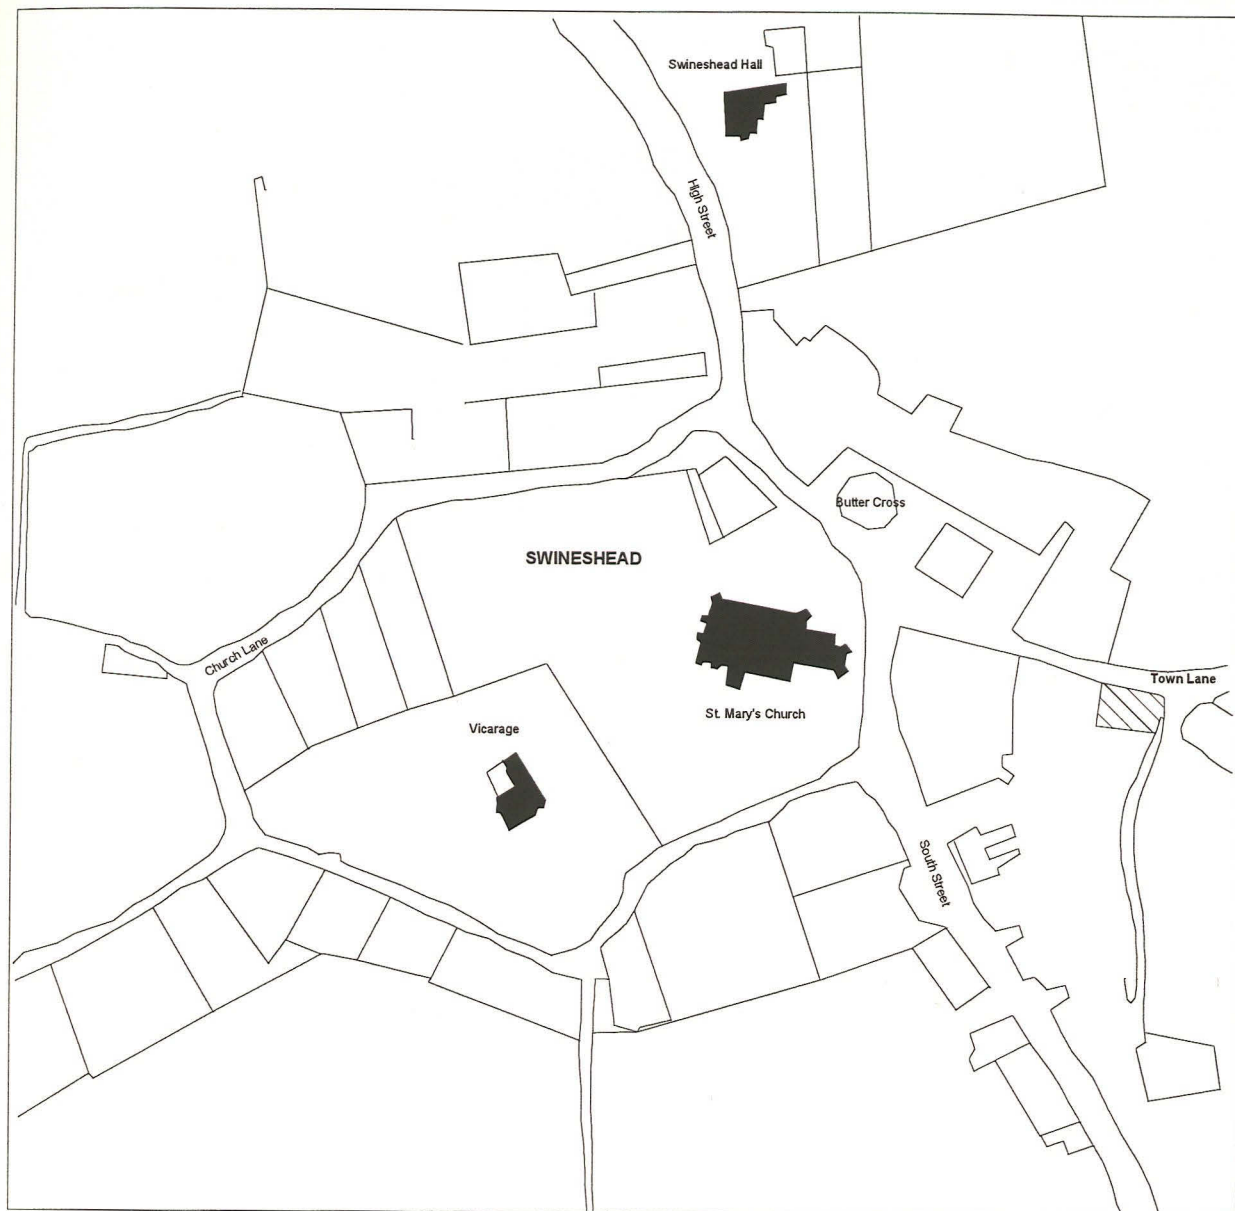 Swineshead Hall
High Street
Butter Cross
SWINESHEAD
Church Lane
Town Lane
St. Mary's Church
Vicarage
South Street